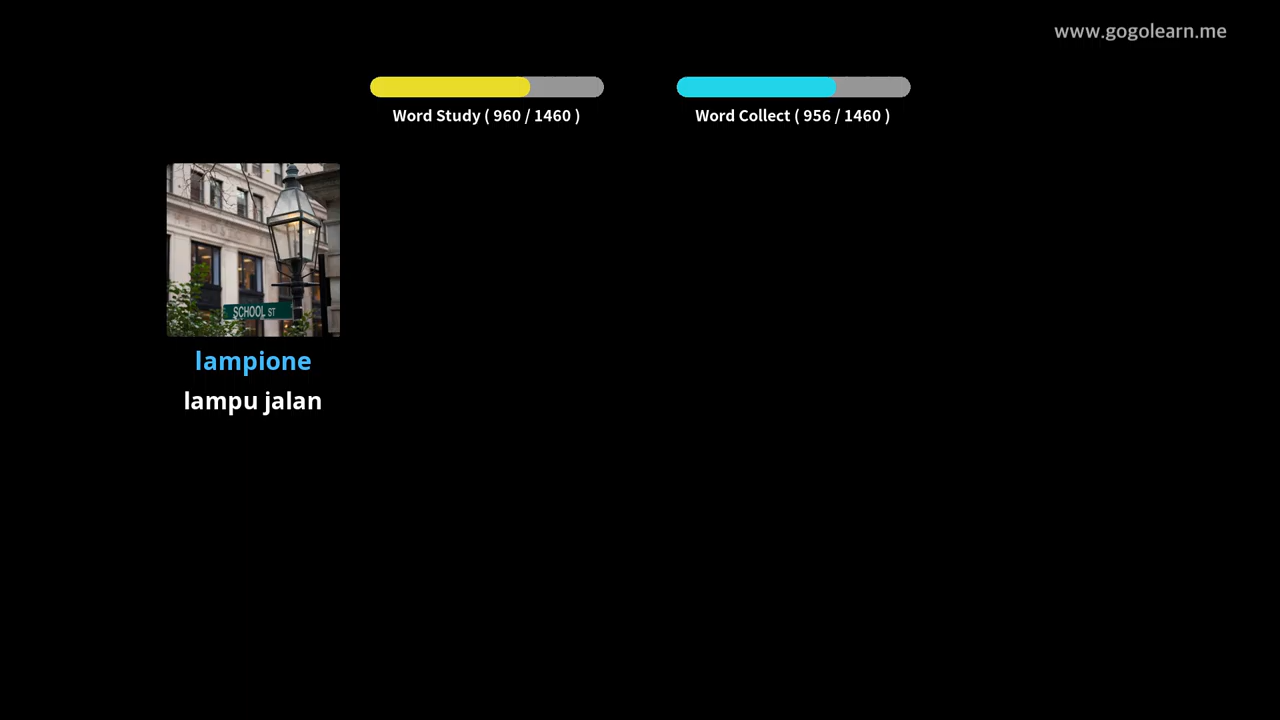 www.gogolearn.me
Word Study ( 960 / 1460 )
Word Collect ( 956 / 1460 )
SCHOOL ST
lampione
lampu jalan